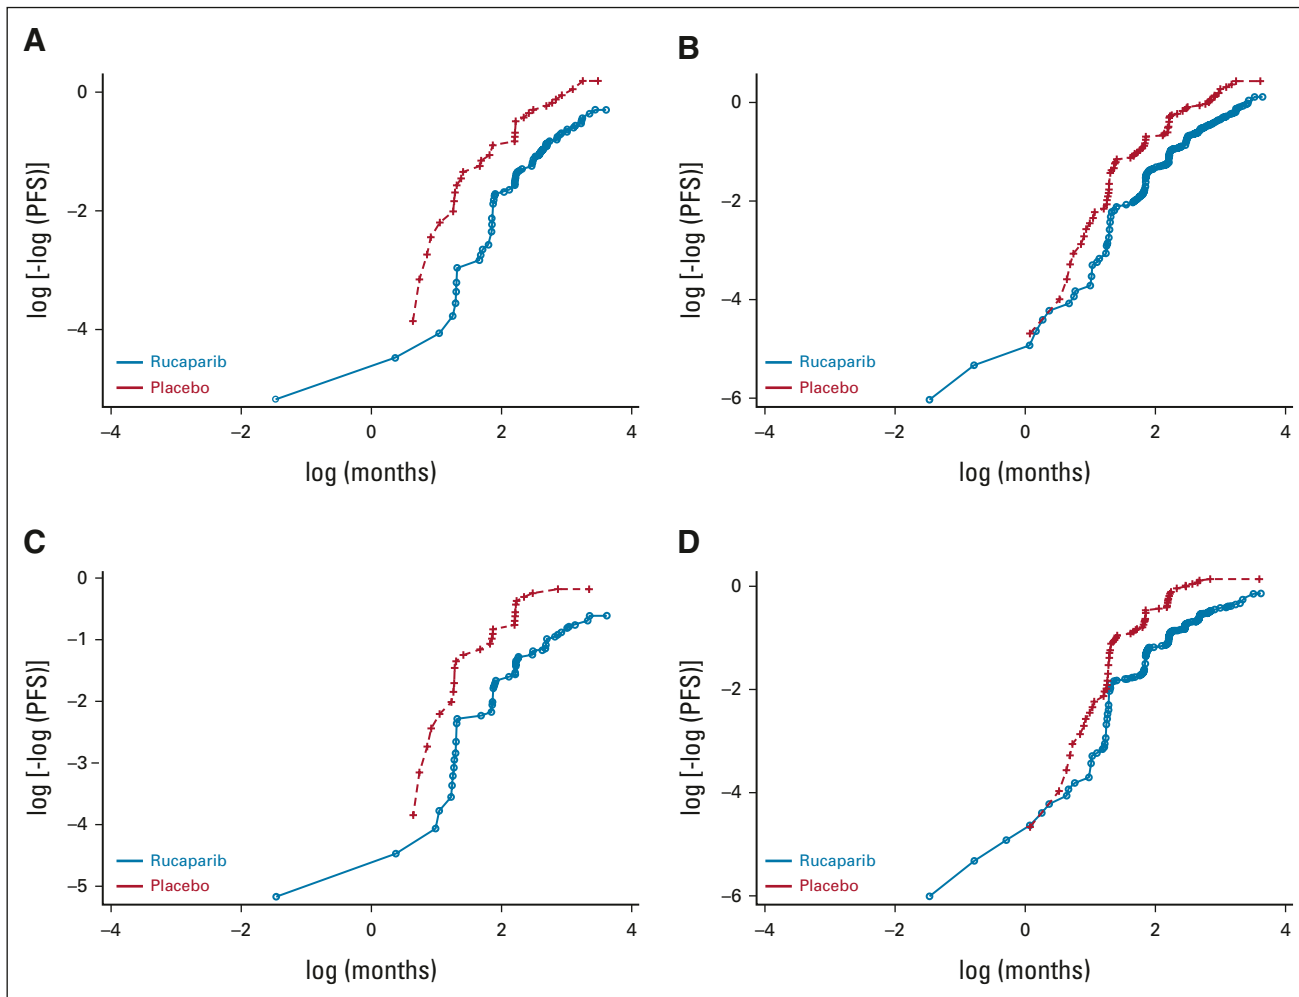 A
0
−2
−4
log [-log (PFS)]
Rucaparib
Placebo
−4 −2 0 2 4
log (months)
B
0
−2
−4
−6
log [-log (PFS)]
Rucaparib
Placebo
−4 −2 0 2 4
log (months)
C
0
−1
−2
−3
−4
−5
log [-log (PFS)]
Rucaparib
Placebo
−4 −2 0 2 4
log (months)
D
0
−2
−4
−6
log [-log (PFS)]
Rucaparib
Placebo
−4 −2 0 2 4
log (months)